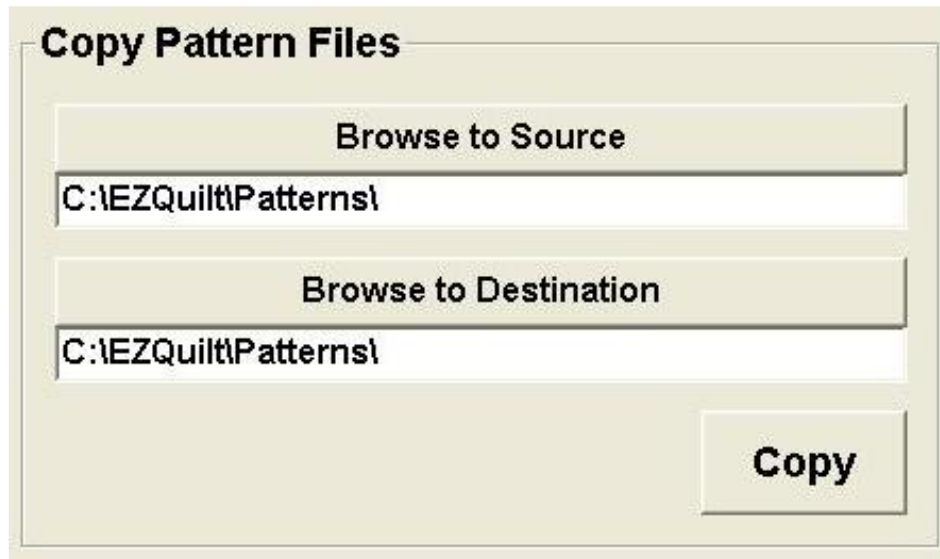 Copy Pattern Files
Browse to Source
C:\EZQuilt\Patterns\
Browse to Destination
C:\EZQuilt\Patterns\
Copy